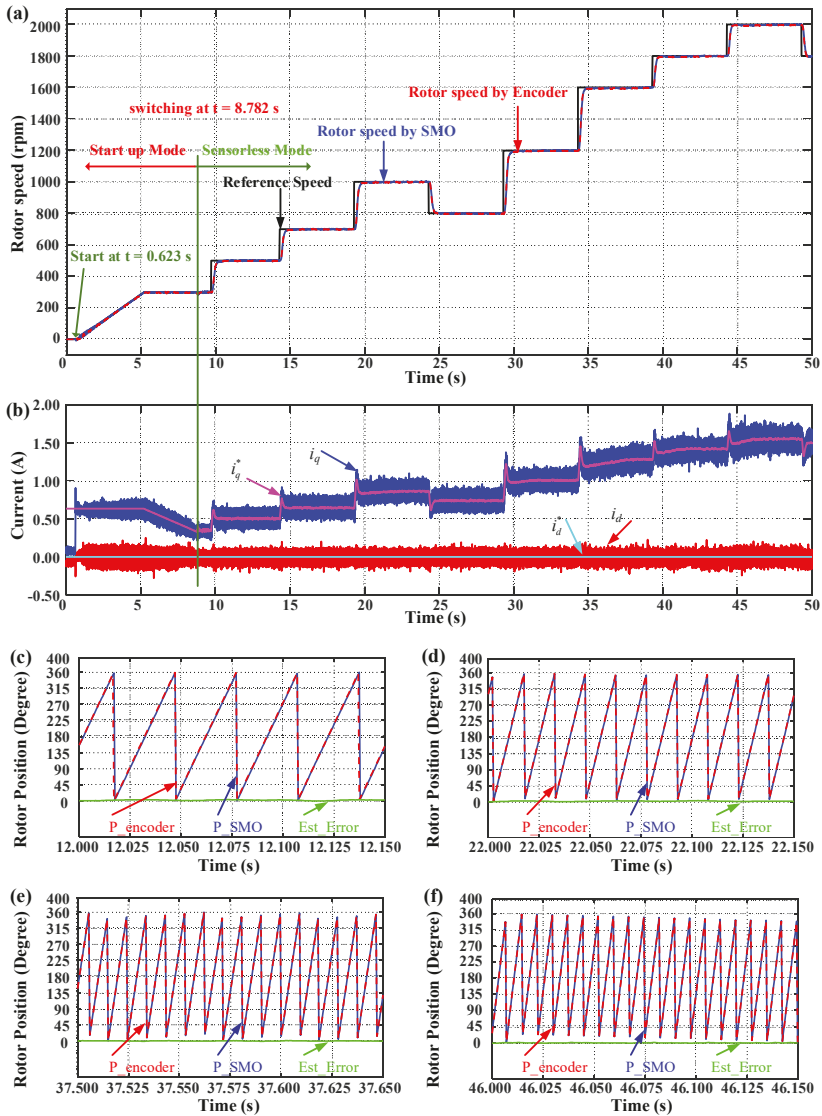 (a)
2000
1800
1600
1400
1200
1000
800
600
400
200
0
Rotor speed (rpm)
switching at t = 8.782 s
Start up Mode
Sensorless Mode
Rotor speed by Encoder
Rotor speed by SMO
Reference Speed
Start at t = 0.623 s
0 5 10 15 20 25 30 35 40 45 50
Time (s)
(b)
2.00
1.50
1.00
0.50
0.00
-0.50
Current (A)
i_q^*
i_q
i_d^*
i_d
0 5 10 15 20 25 30 35 40 45 50
Time (s)
(c)
400
360
315
270
225
180
135
90
45
0
Rotor Position (Degree)
P_encoder P_SMO Est_Error
12.000 12.025 12.050 12.075 12.100 12.125 12.150
Time (s)
(d)
400
360
315
270
225
180
135
90
45
0
Rotor Position (Degree)
P_encoder P_SMO Est_Error
22.000 22.025 22.050 22.075 22.100 22.125 22.150
Time (s)
(e)
400
360
315
270
225
180
135
90
45
0
Rotor Position (Degree)
P_encoder P_SMO Est_Error
37.500 37.525 37.550 37.580 37.600 37.625 37.650
Time (s)
(f)
400
360
315
270
225
180
135
90
45
0
Rotor Position (Degree)
P_encoder P_SMO Est_Error
46.000 46.025 46.050 46.075 46.100 46.125 46.150
Time (s)